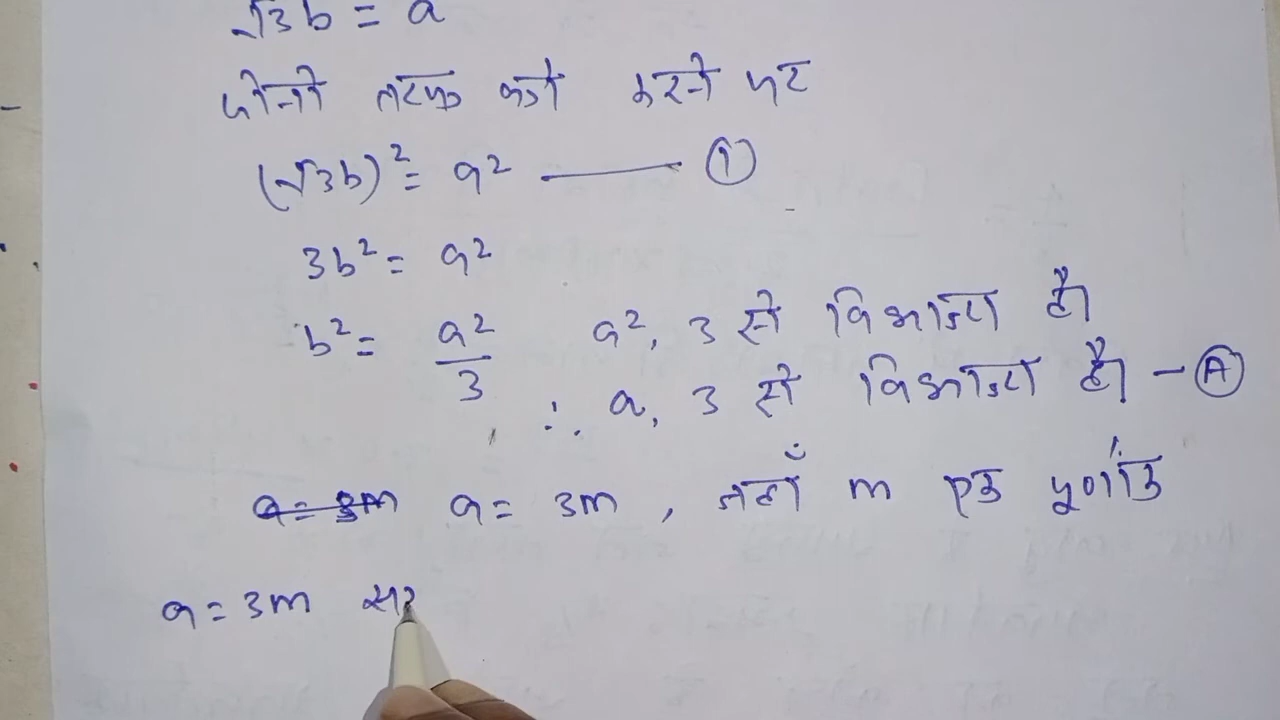 √3b = a
दोनो तरफ करने पर
(√3b)² = a² —— ①
3b² = a²
b² = a²/3 a², 3 से विभाज्य है।
∴ a, 3 से विभाज्य है। - Ⓐ
a = 3m a = 3m , जहाँ m एक पूर्णांक
a = 3m